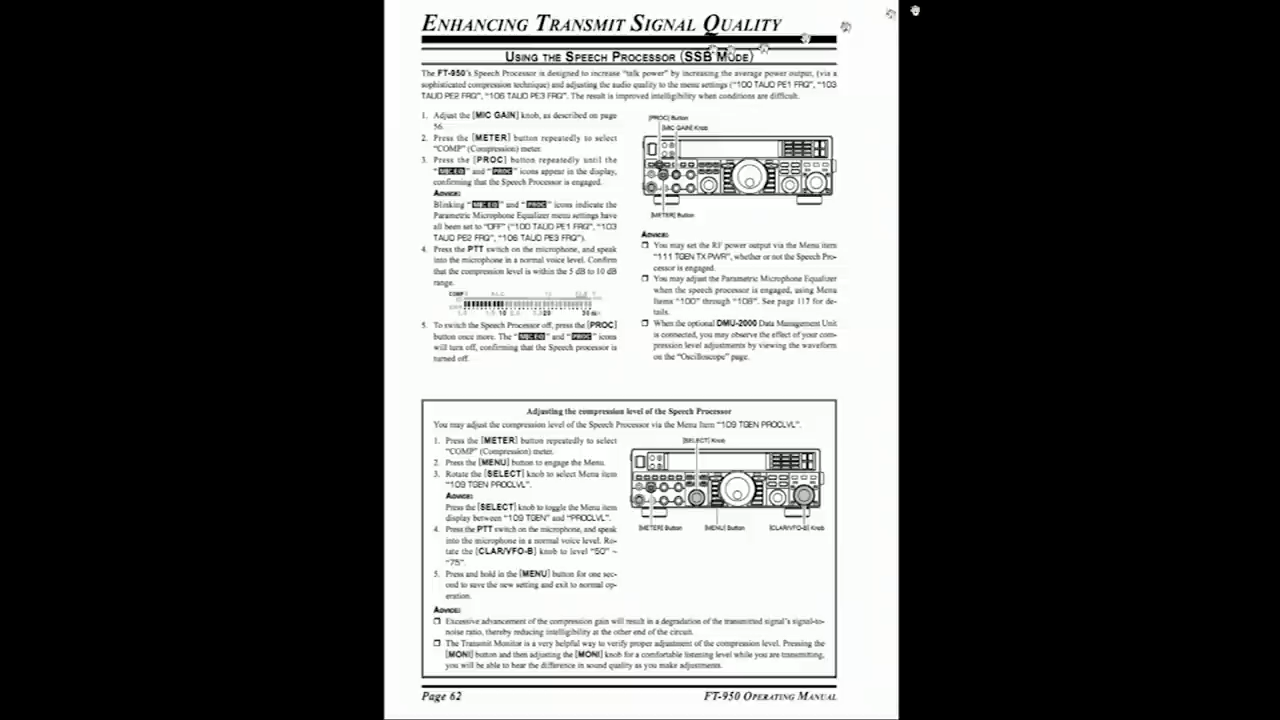 ENHANCING TRANSMIT SIGNAL QUALITY
USING THE SPEECH PROCESSOR (SSB MODE)
The FT-950's Speech Processor is designed to increase “talk power” by increasing the average power output, (via a
sophisticated compression technique) and adjusting the audio quality to the menu settings (“100 TAUD PE1 FRQ”, “103
TAUD PE2 FRQ”, “106 TAUD PE3 FRQ”. The result is improved intelligibility when conditions are difficult.
1. Adjust the [MIC GAIN] knob, as described on page
56.
2. Press the [METER] button repeatedly to select
“COMP” (Compression) meter.
3. Press the [PROC] button repeatedly until the
“MIC EQ” and “PROC” icons appear in the display,
confirming that the Speech Processor is engaged.
ADVICE:
Blinking “MIC EQ” and “PROC” icons indicate the
Parametric Microphone Equalizer menu settings have
all been set to “OFF” (“100 TAUD PE1 FRQ”, “103
TAUD PE2 FRQ”, “106 TAUD PE3 FRQ”).
4. Press the PTT switch on the microphone, and speak
into the microphone in a normal voice level. Confirm
that the compression level is within the 5 dB to 10 dB
range.
COMP
5. To switch the Speech Processor off, press the [PROC]
button once more. The “MIC EQ” and “PROC” icons
will turn off, confirming that the Speech processor is
turned off.
[PROC] Button
[MIC GAIN] Knob
[METER] Button
ADVICE:
❒ You may set the RF power output via the Menu item
“111 TGEN TX PWR”, whether or not the Speech Pro-
cessor is engaged.
❒ You may adjust the Parametric Microphone Equalizer
when the speech processor is engaged, using Menu
Items “100” through “108”. See page 117 for de-
tails.
❒ When the optional DMU-2000 Data Management Unit
is connected, you may observe the effect of your com-
pression level adjustments by viewing the waveform
on the “Oscilloscope” page.
Adjusting the compression level of the Speech Processor
You may adjust the compression level of the Speech Processor via the Menu Item “109 TGEN PROCLVL”.
1. Press the [METER] button repeatedly to select
“COMP” (Compression) meter.
2. Press the [MENU] button to engage the Menu.
3. Rotate the [SELECT] knob to select Menu item
“109 TGEN PROCLVL”.
ADVICE:
Press the [SELECT] knob to toggle the Menu item
display between “109 TGEN” and “PROCLVL”.
4. Press the PTT switch on the microphone, and speak
into the microphone in a normal voice level. Ro-
tate the [CLAR/VFO-B] knob to level “50” ~
“75”.
5. Press and hold in the [MENU] button for one sec-
ond to save the new setting and exit to normal op-
eration.
[SELECT] Knob
[METER] Button
[MENU] Button
[CLAR/VFO-B] Knob
ADVICE:
❒ Excessive advancement of the compression gain will result in a degradation of the transmitted signal's signal-to-
noise ratio, thereby reducing intelligibility at the other end of the circuit.
❒ The Transmit Monitor is a very helpful way to verify proper adjustment of the compression level. Pressing the
[MONI] button and then adjusting the [MONI] knob for a comfortable listening level while you are transmitting,
you will be able to hear the difference in sound quality as you make adjustments.
Page 62
FT-950 OPERATING MANUAL